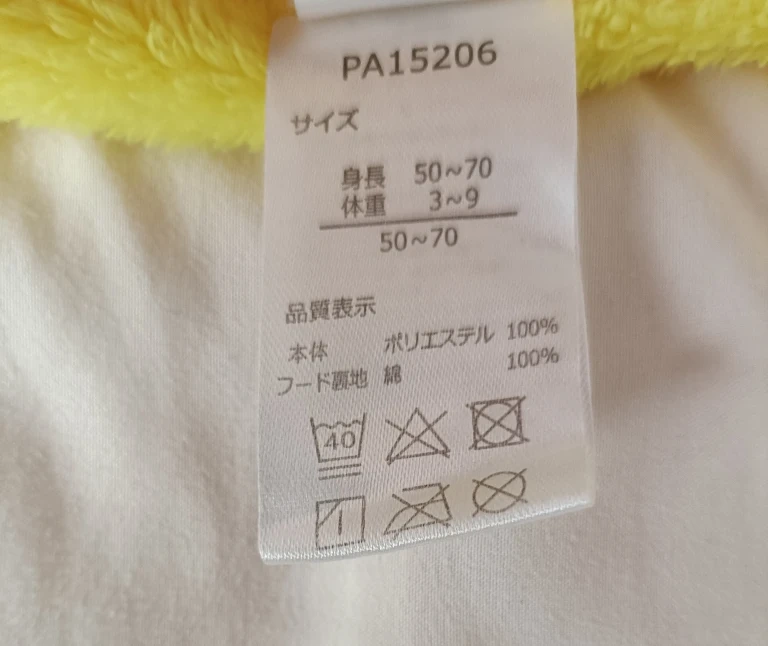 PA15206
サイズ
身長 50~70
体重 3~9
50~70
品質表示
本体 ポリエステル 100%
フード裏地 綿 100%
40